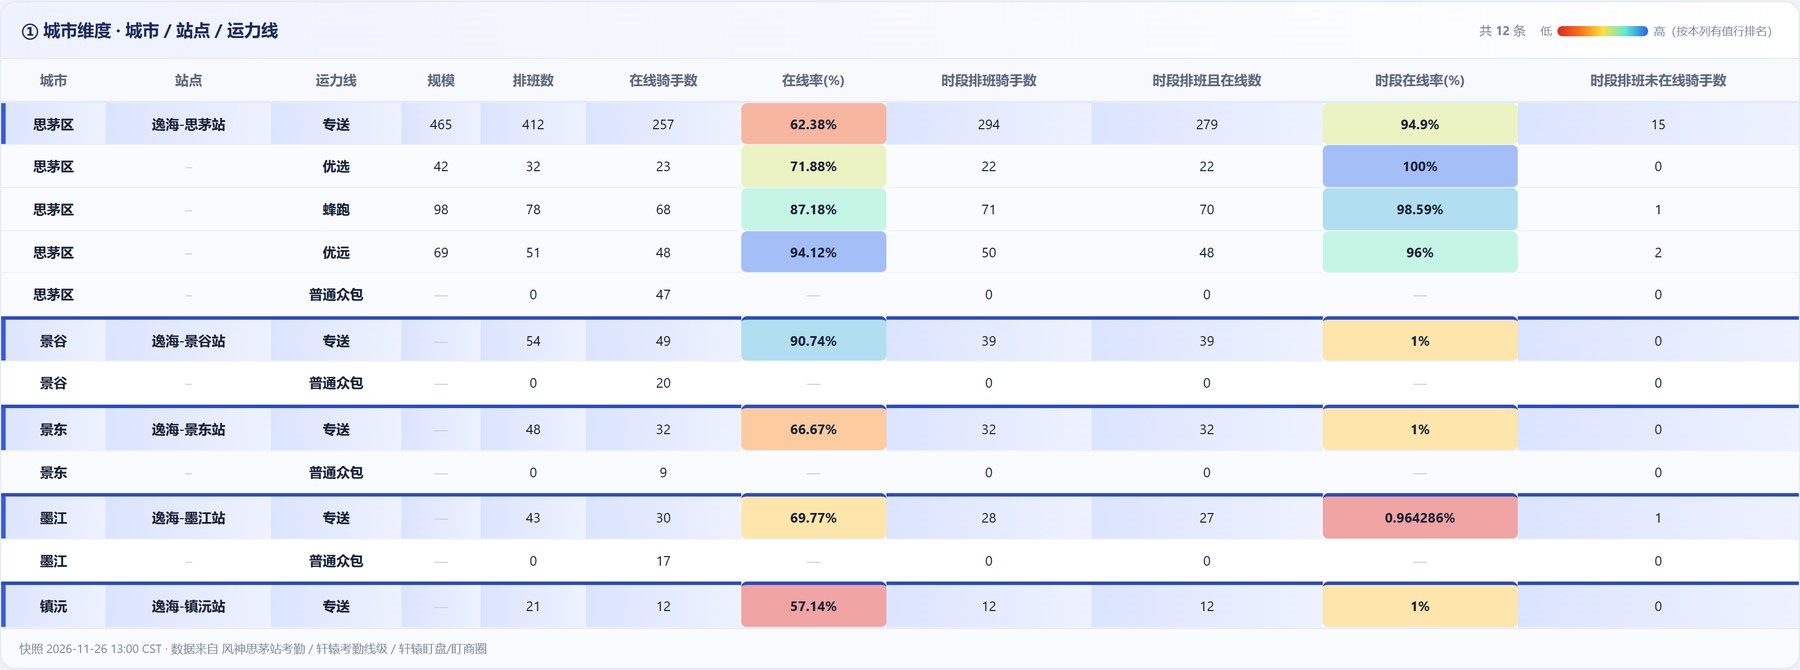 ① 城市维度 · 城市 / 站点 / 运力线
共 12 条 低 高 (按本列有值行排名)
城市 站点 运力线 规模 排班数 在线骑手数 在线率(%) 时段排班骑手数 时段排班且在线数 时段在线率(%) 时段排班未在线骑手数
思茅区 逸海-思茅站 专送 465 412 257 62.38% 294 279 94.9% 15
思茅区 – 优选 42 32 23 71.88% 22 22 100% 0
思茅区 – 蜂跑 98 78 68 87.18% 71 70 98.59% 1
思茅区 – 优远 69 51 48 94.12% 50 48 96% 2
思茅区 – 普通众包 — 0 47 — 0 0 — 0
景谷 逸海-景谷站 专送 — 54 49 90.74% 39 39 1% 0
景谷 – 普通众包 — 0 20 — 0 0 — 0
景东 逸海-景东站 专送 — 48 32 66.67% 32 32 1% 0
景东 – 普通众包 — 0 9 — 0 0 — 0
墨江 逸海-墨江站 专送 — 43 30 69.77% 28 27 0.964286% 1
墨江 – 普通众包 — 0 17 — 0 0 — 0
镇沅 逸海-镇沅站 专送 — 21 12 57.14% 12 12 1% 0
快照 2026-11-26 13:00 CST · 数据来自 风神思茅站考勤 / 轩辕考勤线级 / 轩辕盯盘/盯商圈